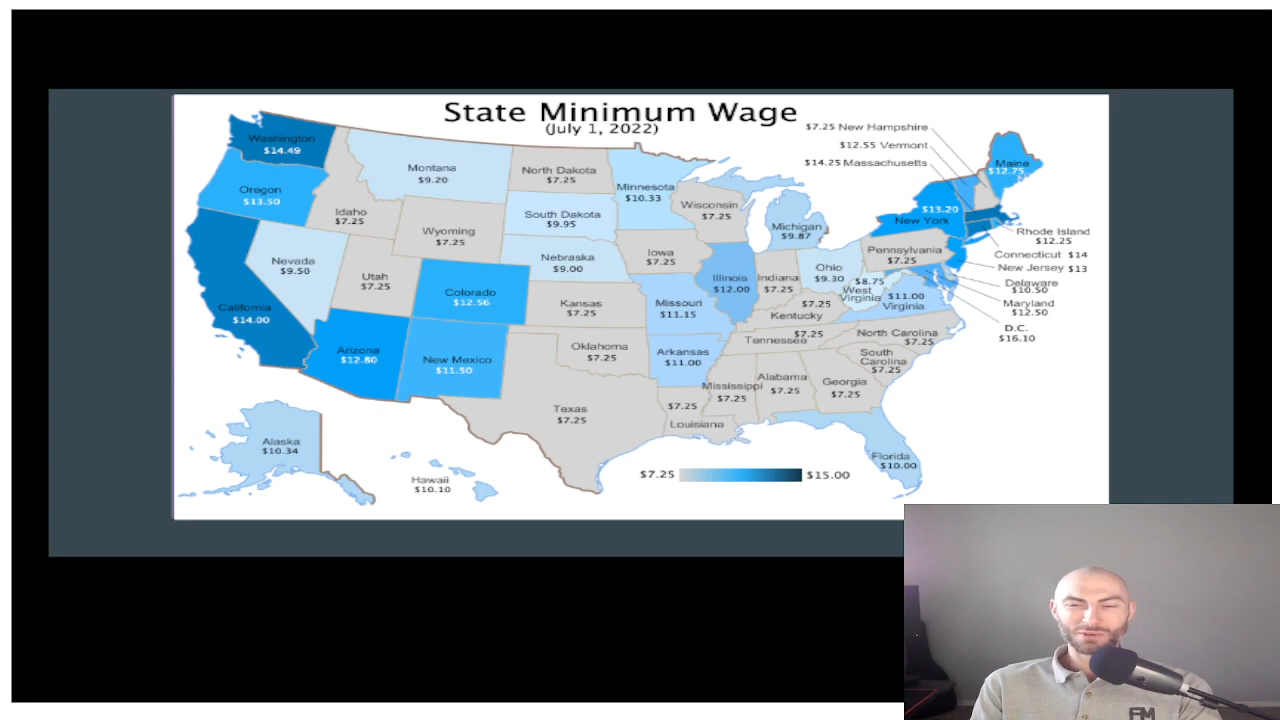 State Minimum Wage
(July 1, 2022)
$7.25 New Hampshire
$12.55 Vermont
$14.25 Massachusetts
Washington
$14.49
Maine
$12.75
Montana
$9.20
North Dakota
$7.25
Minnesota
$10.33
Oregon
$13.50
Idaho
$7.25
South Dakota
$9.95
Wisconsin
$7.25
Michigan
$9.87
$13.20
New York
Wyoming
$7.25
Rhode Island
$12.25
Connecticut $14
New Jersey $13
Delaware
$10.50
Maryland
$12.50
D.C.
$16.10
Nevada
$9.50
Utah
$7.25
Nebraska
$9.00
Iowa
$7.25
Illinois
$12.00
Indiana
$7.25
Ohio
$9.30
Pennsylvania
$7.25
$8.75
West
Virginia
$11.00
Virginia
California
$14.00
Colorado
$12.56
Kansas
$7.25
Missouri
$11.15
$7.25
Kentucky
$7.25
Tennessee
North Carolina
$7.25
Arizona
$12.80
New Mexico
$11.50
Oklahoma
$7.25
Arkansas
$11.00
South
Carolina
$7.25
Mississippi
$7.25
Alabama
$7.25
Georgia
$7.25
Texas
$7.25
$7.25
Louisiana
Alaska
$10.34
Hawaii
$10.10
Florida
$10.00
$7.25
$15.00
FM